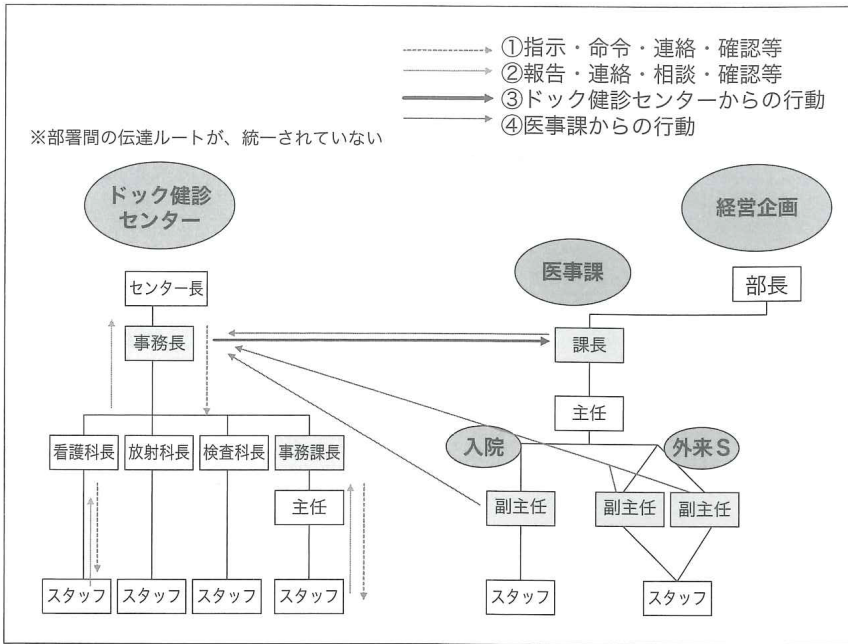 ①指示・命令・連絡・確認等
②報告・連絡・相談・確認等
③ドック健診センターからの行動
④医事課からの行動
※部署間の伝達ルートが、統一されていない
ドック健診
センター
経営企画
医事課
センター長
部長
事務長
課長
主任
入院
外来S
看護科長
放射科長
検査科長
事務課長
主任
副主任
副主任
副主任
スタッフ
スタッフ
スタッフ
スタッフ
スタッフ
スタッフ